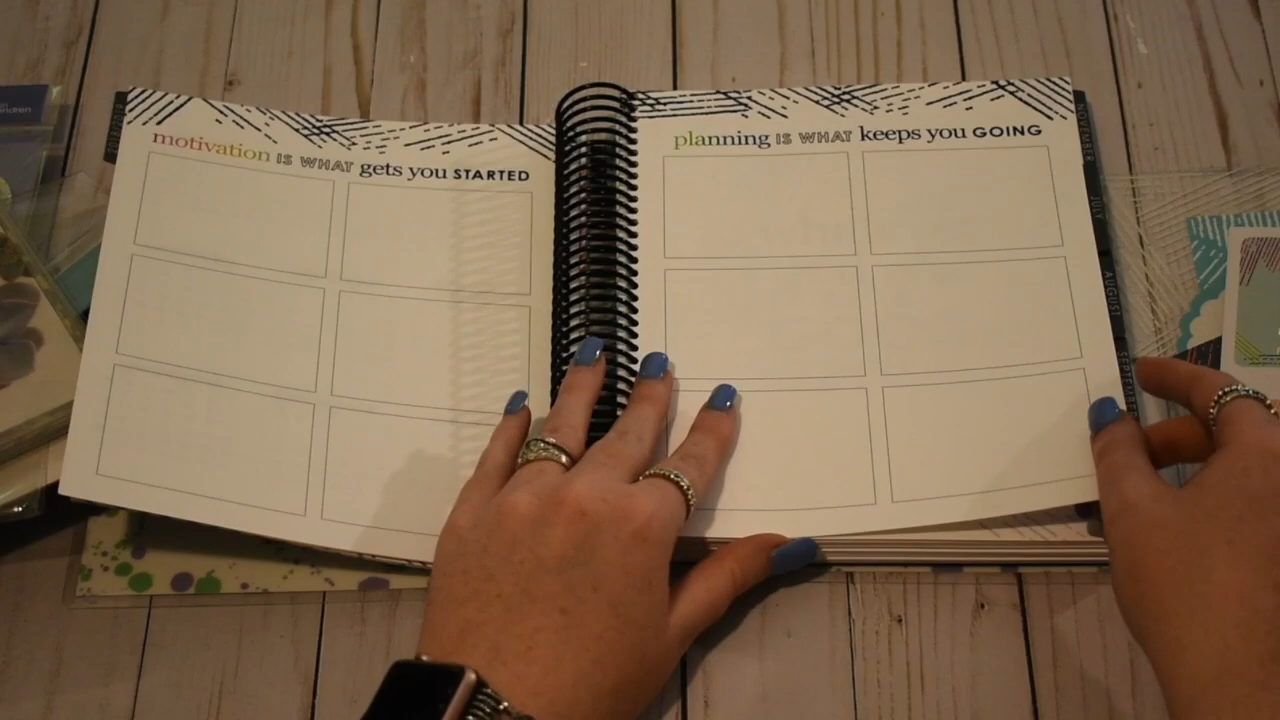 motivation IS WHAT gets you STARTED
planning IS WHAT keeps you GOING
NOVEMBER
JULY
AUGUST
SEPTEMBER